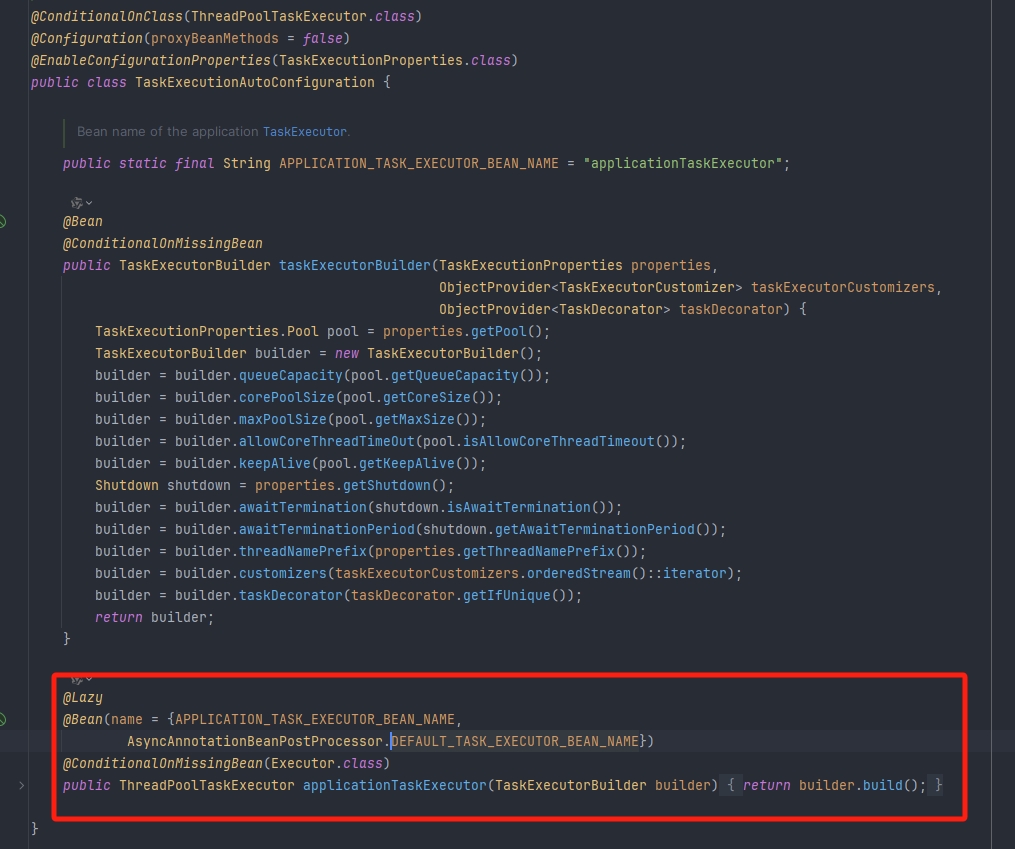 @ConditionalOnClass(ThreadPoolTaskExecutor.class)
@Configuration(proxyBeanMethods = false)
@EnableConfigurationProperties(TaskExecutionProperties.class)
public class TaskExecutionAutoConfiguration {
Bean name of the application TaskExecutor.
public static final String APPLICATION_TASK_EXECUTOR_BEAN_NAME = "applicationTaskExecutor";
@Bean
@ConditionalOnMissingBean
public TaskExecutorBuilder taskExecutorBuilder(TaskExecutionProperties properties,
ObjectProvider<TaskExecutorCustomizer> taskExecutorCustomizers,
ObjectProvider<TaskDecorator> taskDecorator) {
TaskExecutionProperties.Pool pool = properties.getPool();
TaskExecutorBuilder builder = new TaskExecutorBuilder();
builder = builder.queueCapacity(pool.getQueueCapacity());
builder = builder.corePoolSize(pool.getCoreSize());
builder = builder.maxPoolSize(pool.getMaxSize());
builder = builder.allowCoreThreadTimeOut(pool.isAllowCoreThreadTimeout());
builder = builder.keepAlive(pool.getKeepAlive());
Shutdown shutdown = properties.getShutdown();
builder = builder.awaitTermination(shutdown.isAwaitTermination());
builder = builder.awaitTerminationPeriod(shutdown.getAwaitTerminationPeriod());
builder = builder.threadNamePrefix(properties.getThreadNamePrefix());
builder = builder.customizers(taskExecutorCustomizers.orderedStream()::iterator);
builder = builder.taskDecorator(taskDecorator.getIfUnique());
return builder;
}
@Lazy
@Bean(name = {APPLICATION_TASK_EXECUTOR_BEAN_NAME,
AsyncAnnotationBeanPostProcessor.DEFAULT_TASK_EXECUTOR_BEAN_NAME})
@ConditionalOnMissingBean(Executor.class)
public ThreadPoolTaskExecutor applicationTaskExecutor(TaskExecutorBuilder builder) { return builder.build(); }
}